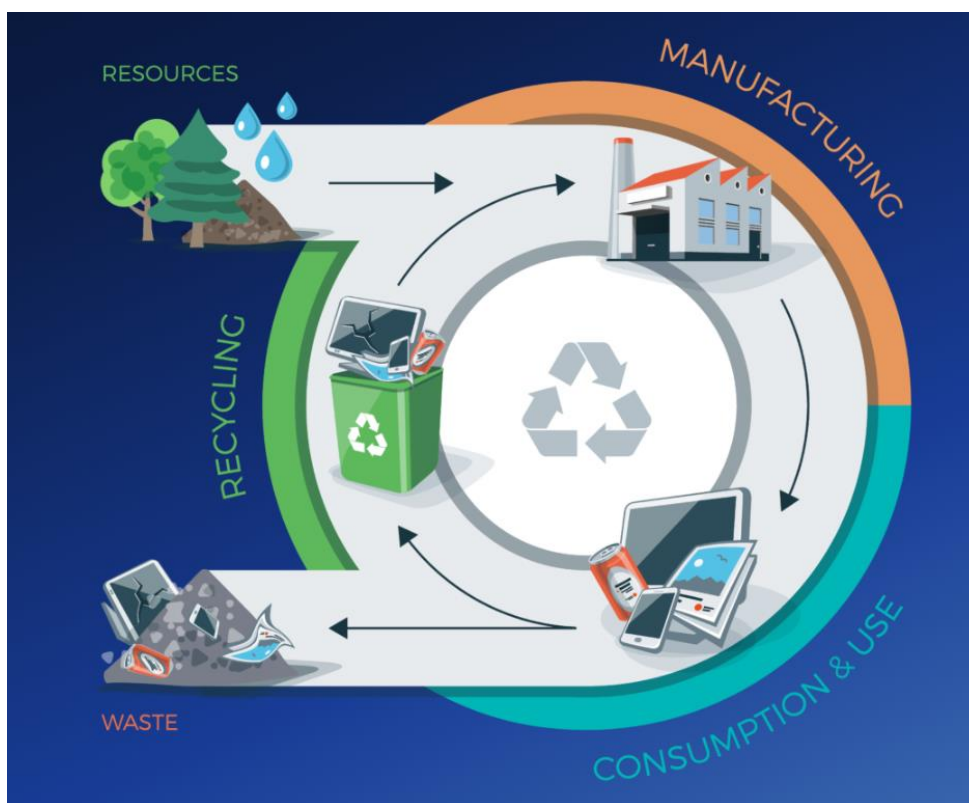 RESOURCES
MANUFACTURING
RECYCLING
WASTE
CONSUMPTION & USE